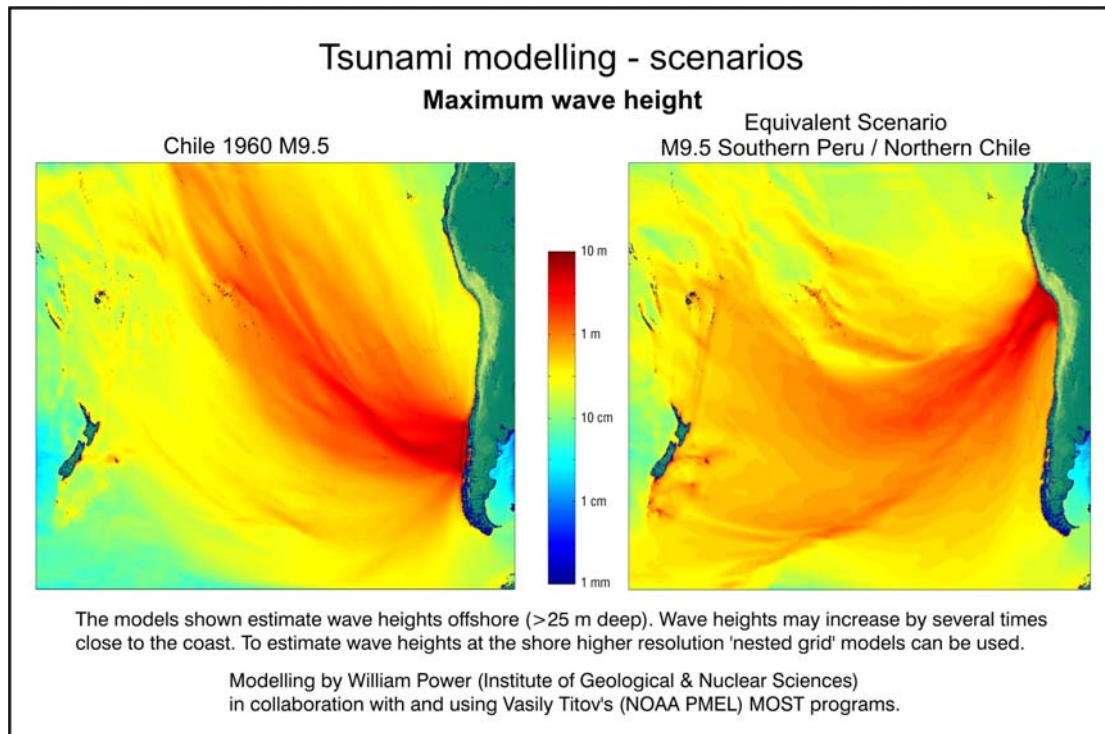 Tsunami modelling - scenarios
Maximum wave height
Chile 1960 M9.5
Equivalent Scenario
M9.5 Southern Peru / Northern Chile
10 m
1 m
10 cm
1 cm
1 mm
The models shown estimate wave heights offshore (>25 m deep). Wave heights may increase by several times
close to the coast. To estimate wave heights at the shore higher resolution 'nested grid' models can be used.
Modelling by William Power (Institute of Geological & Nuclear Sciences)
in collaboration with and using Vasily Titov's (NOAA PMEL) MOST programs.